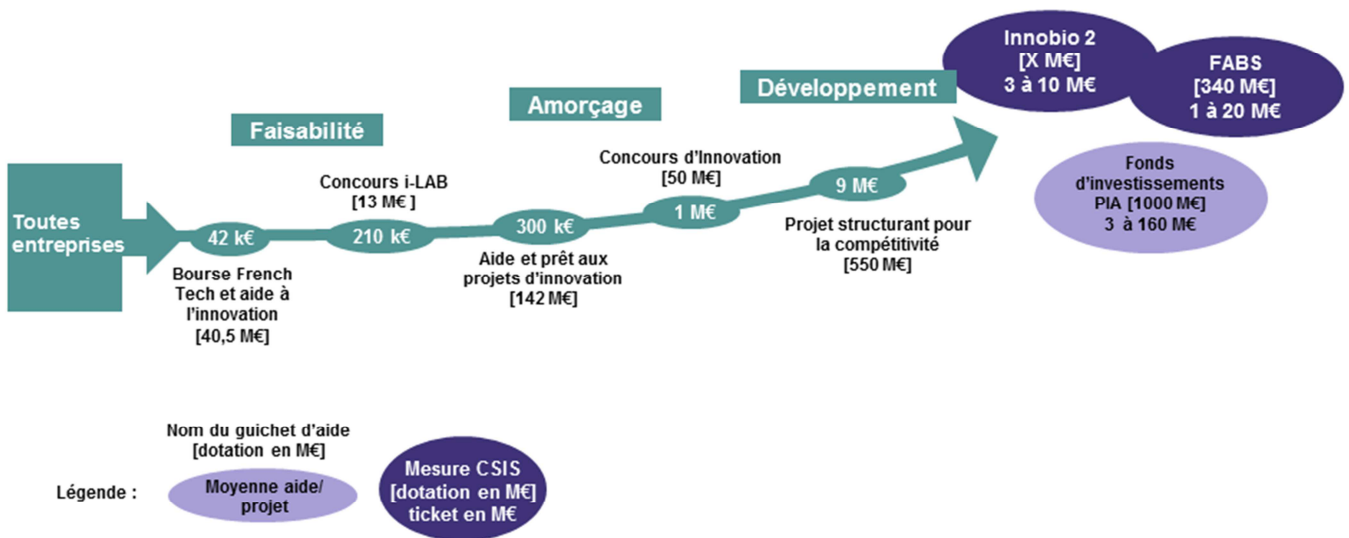 Innobio 2
[X M€]
3 à 10 M€
FABS
[340 M€]
1 à 20 M€
Développement
Amorçage
Faisabilité
Toutes
entreprises
42 k€
Bourse French
Tech et aide à
l'innovation
[40,5 M€]
Concours i-LAB
[13 M€ ]
210 k€
300 k€
Aide et prêt aux
projets d'innovation
[142 M€]
Concours d'Innovation
[50 M€]
1 M€
9 M€
Projet structurant pour
la compétitivité
[550 M€]
Fonds
d'investissements
PIA [1000 M€]
3 à 160 M€
Légende :
Nom du guichet d'aide
[dotation en M€]
Moyenne aide/
projet
Mesure CSIS
[dotation en M€]
ticket en M€